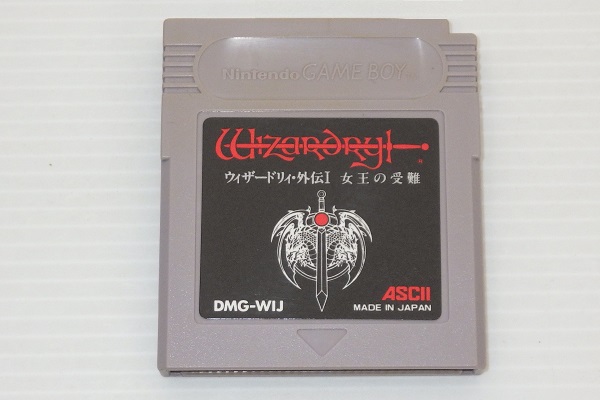 Nintendo GAME BOY
Wizardry
ウィザードリィ・外伝I 女王の受難
DMG-WIJ
ASCII
MADE IN JAPAN